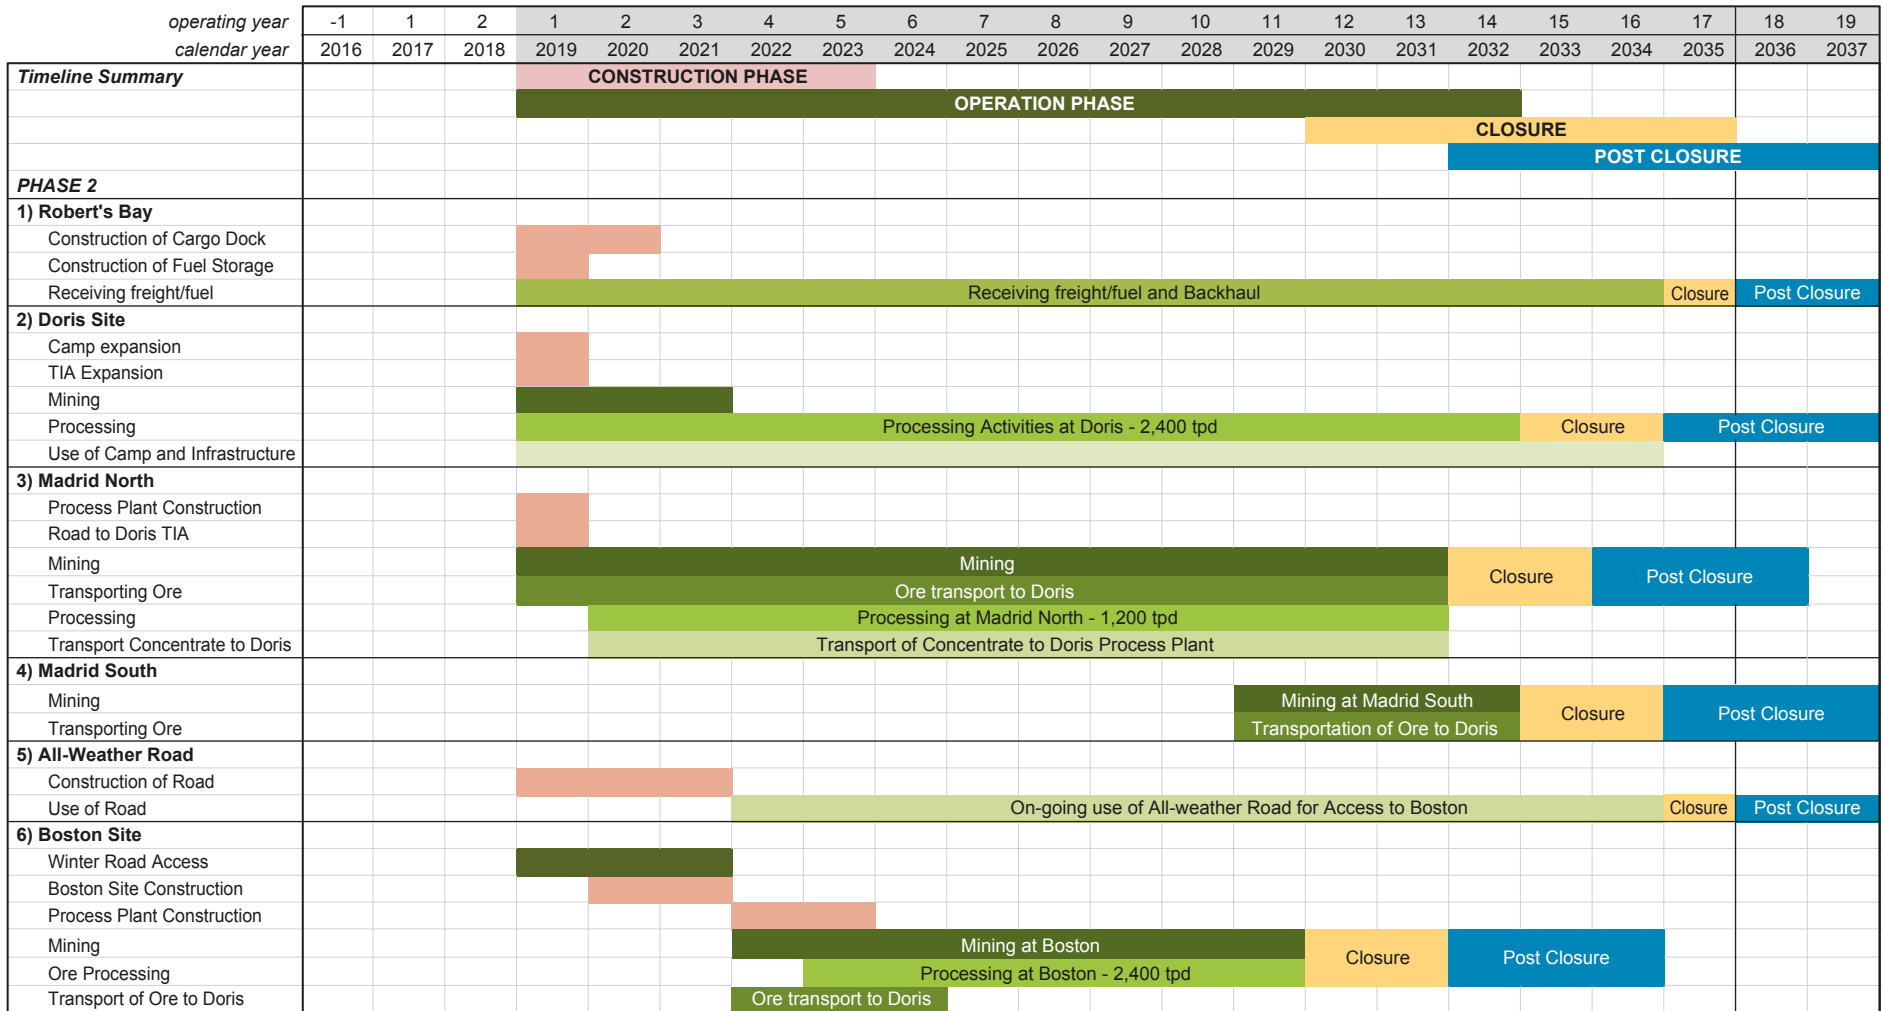 operating year -1 1 2 1 2 3 4 5 6 7 8 9 10 11 12 13 14 15 16 17 18 19
calendar year 2016 2017 2018 2019 2020 2021 2022 2023 2024 2025 2026 2027 2028 2029 2030 2031 2032 2033 2034 2035 2036 2037
Timeline Summary CONSTRUCTION PHASE
OPERATION PHASE
CLOSURE
POST CLOSURE
PHASE 2
1) Robert's Bay
Construction of Cargo Dock
Construction of Fuel Storage
Receiving freight/fuel Receiving freight/fuel and Backhaul Closure Post Closure
2) Doris Site
Camp expansion
TIA Expansion
Mining
Processing Processing Activities at Doris - 2,400 tpd Closure Post Closure
Use of Camp and Infrastructure
3) Madrid North
Process Plant Construction
Road to Doris TIA
Mining Mining
Closure Post Closure
Transporting Ore Ore transport to Doris
Processing Processing at Madrid North - 1,200 tpd
Transport Concentrate to Doris Transport of Concentrate to Doris Process Plant
4) Madrid South
Mining Mining at Madrid South
Closure Post Closure
Transporting Ore Transportation of Ore to Doris
5) All-Weather Road
Construction of Road
Use of Road On-going use of All-weather Road for Access to Boston Closure Post Closure
6) Boston Site
Winter Road Access
Boston Site Construction
Process Plant Construction
Mining Mining at Boston
Closure Post Closure
Ore Processing Processing at Boston - 2,400 tpd
Transport of Ore to Doris Ore transport to Doris